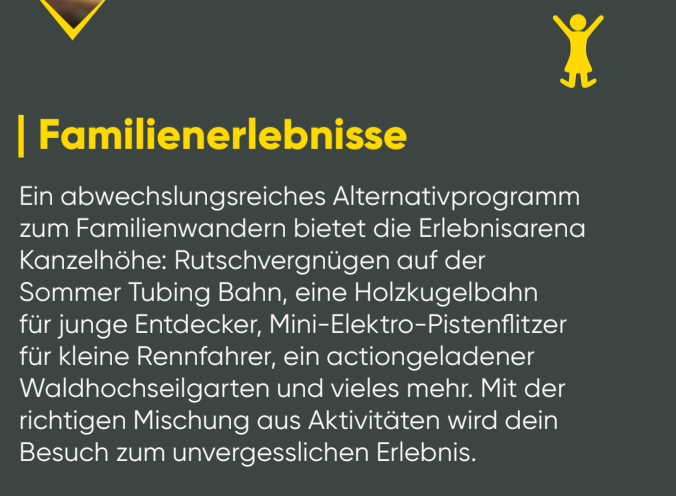 Familienerlebnisse
Ein abwechslungsreiches Alternativprogramm
zum Familienwandern bietet die Erlebnisarena
Kanzelhöhe: Rutschvergnügen auf der
Sommer Tubing Bahn, eine Holzkugelbahn
für junge Entdecker, Mini-Elektro-Pistenflitzer
für kleine Rennfahrer, ein actiongeladener
Waldhochseilgarten und vieles mehr. Mit der
richtigen Mischung aus Aktivitäten wird dein
Besuch zum unvergesslichen Erlebnis.